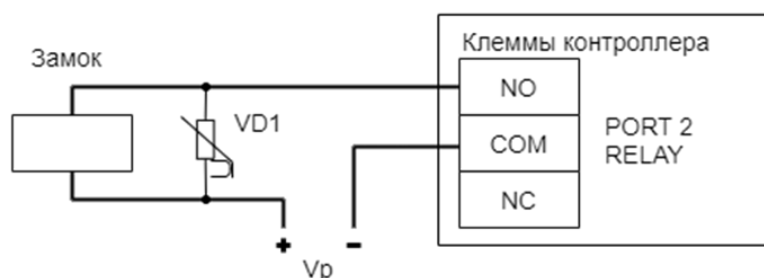 Клеммы контроллера
Замок
NO
VD1
COM
PORT 2
RELAY
NC
+ -
Vp